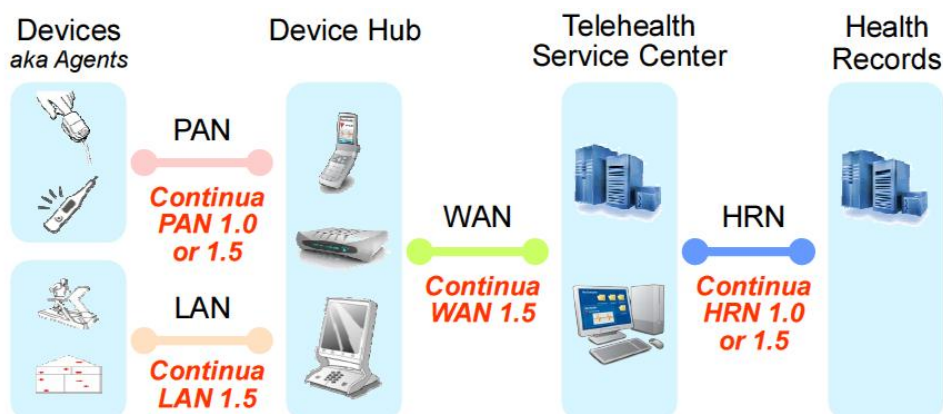 Devices
aka Agents
Device Hub
Telehealth
Service Center
Health
Records
PAN
Continua
PAN 1.0
or 1.5
LAN
Continua
LAN 1.5
WAN
Continua
WAN 1.5
HRN
Continua
HRN 1.0
or 1.5